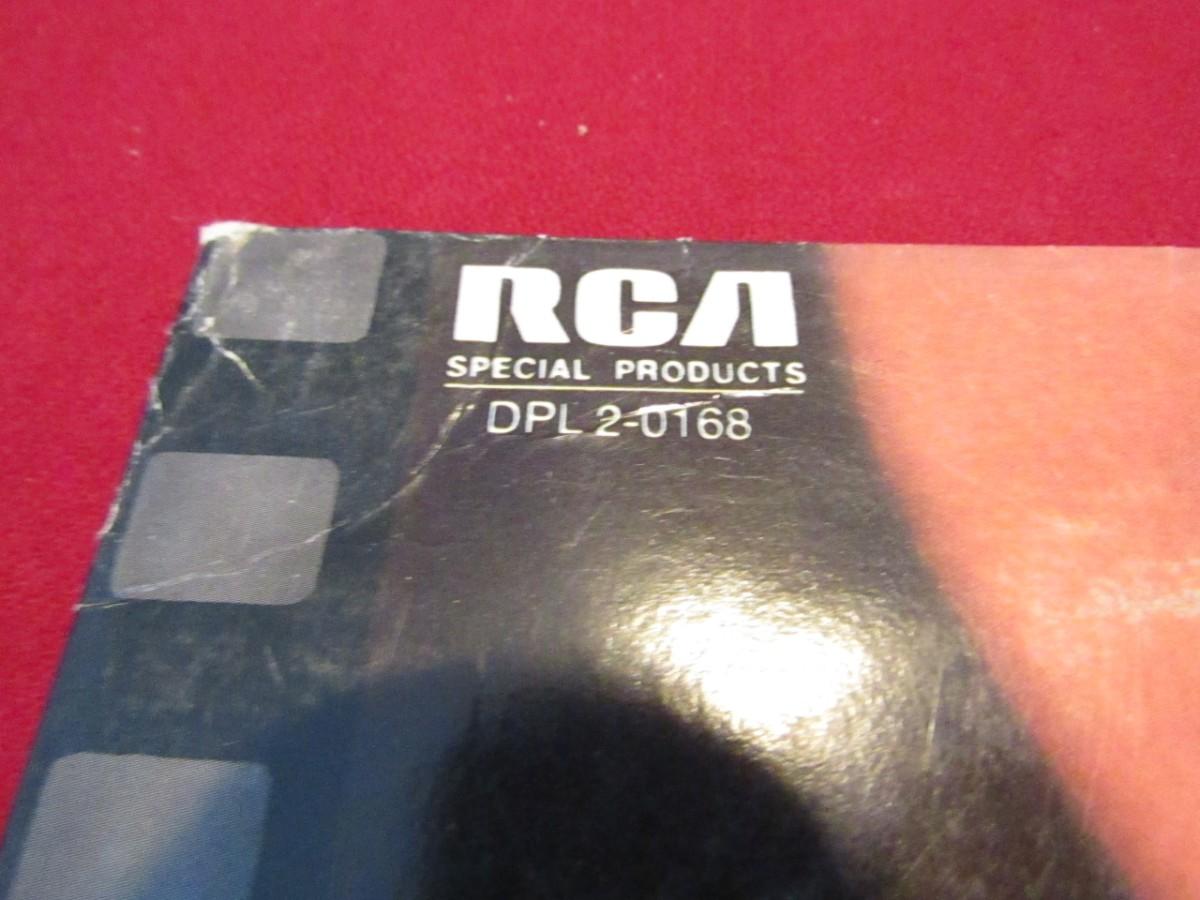 RCA
SPECIAL PRODUCTS
DPL 2-0168